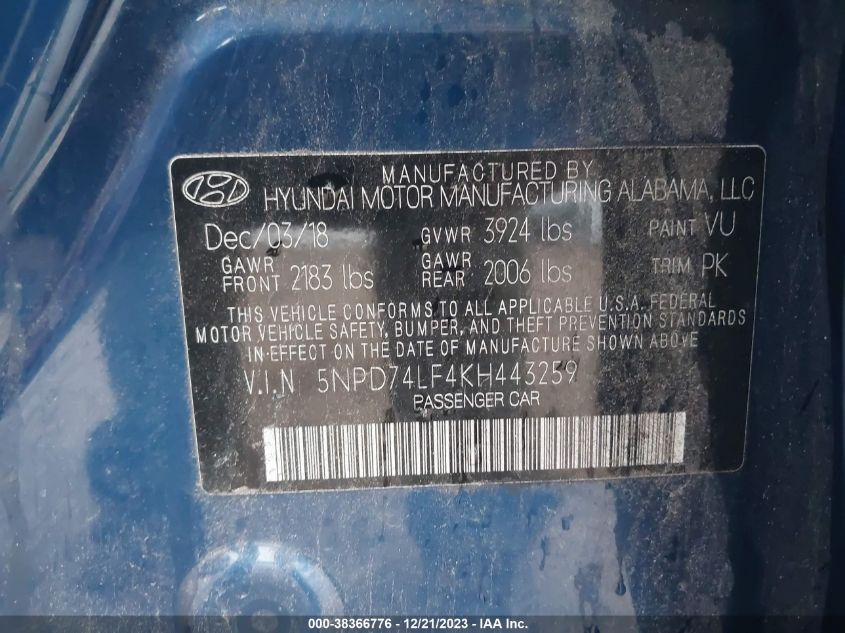 MANUFACTURED BY
HYUNDAI MOTOR MANUFACTURING ALABAMA, LLC
Dec/03/18 GVWR 3924 lbs PAINT VU
GAWR FRONT 2183 lbs GAWR REAR 2006 lbs TRIM PK
THIS VEHICLE CONFORMS TO ALL APPLICABLE U.S.A. FEDERAL
MOTOR VEHICLE SAFETY, BUMPER, AND THEFT PREVENTION STANDARDS
IN EFFECT ON THE DATE OF MANUFACTURE SHOWN ABOVE.
V.I.N 5NPD74LF4KH443259
PASSENGER CAR
000-38366776 - 12/21/2023 - IAA Inc.